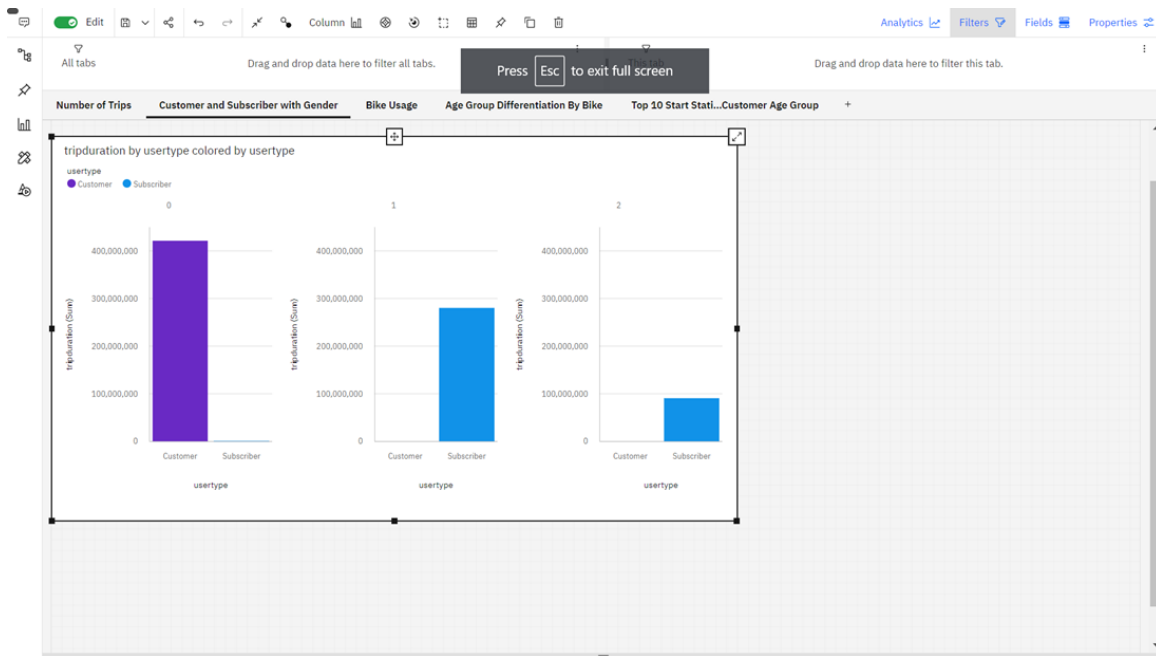 Edit Column Analytics Filters Fields Properties
All tabs Drag and drop data here to filter all tabs. This tab Drag and drop data here to filter this tab.
Press Esc to exit full screen
Number of Trips Customer and Subscriber with Gender Bike Usage Age Group Differentiation By Bike Top 10 Start Stati...Customer Age Group +
tripduration by usertype colored by usertype
usertype
Customer Subscriber
0 1 2
400,000,000 400,000,000 400,000,000
300,000,000 300,000,000 300,000,000
tripduration (Sum) tripduration (Sum) tripduration (Sum)
200,000,000 200,000,000 200,000,000
100,000,000 100,000,000 100,000,000
0 0 0
Customer Subscriber Customer Subscriber Customer Subscriber
usertype usertype usertype